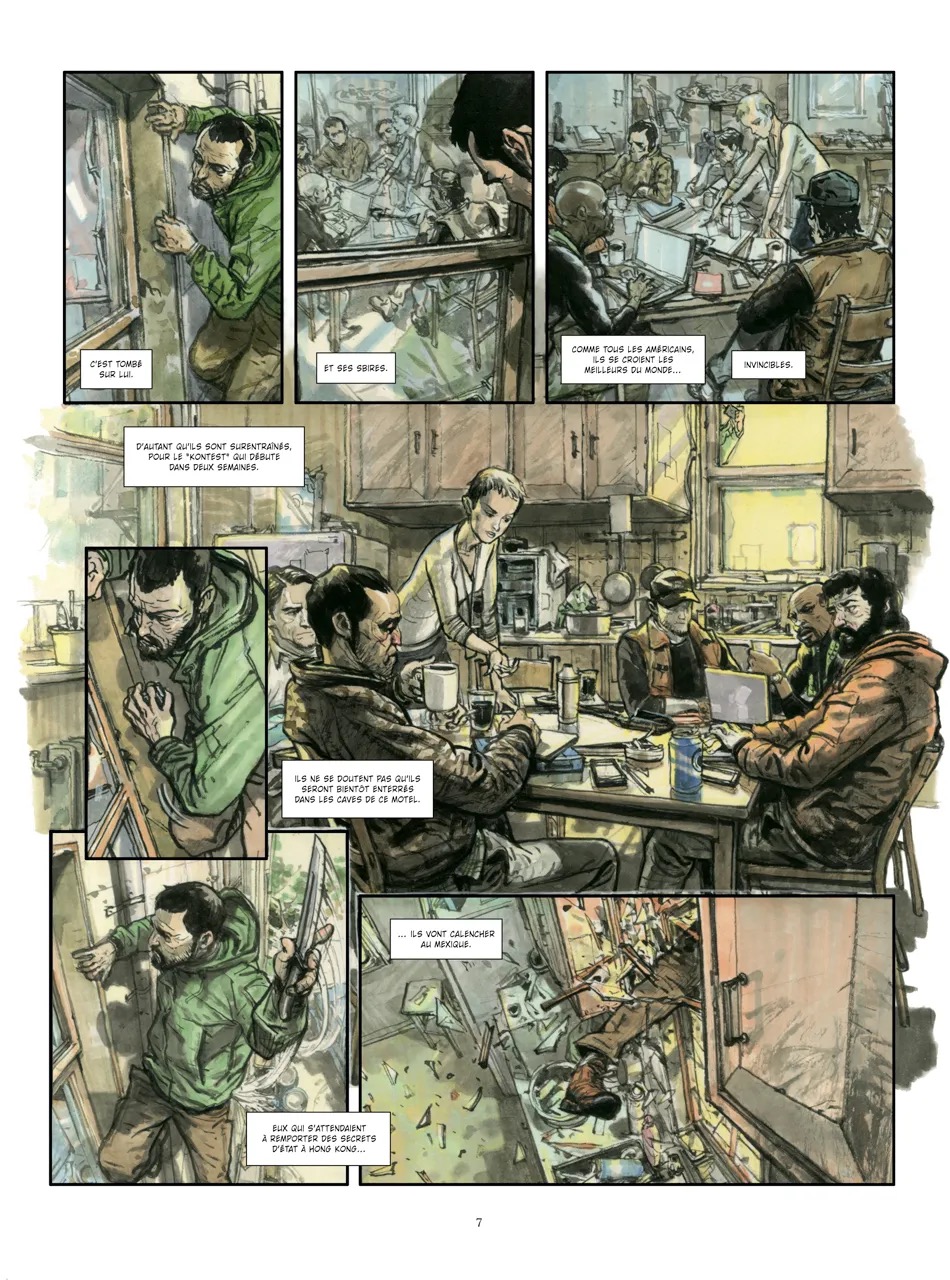 C'EST TOMBÉ
SUR LUI.
ET SES SBIRES.
COMME TOUS LES AMÉRICAINS,
ILS SE CROIENT LES
MEILLEURS DU MONDE...
INVINCIBLES.
D'AUTANT QU'ILS SONT SURENTRAÎNÉS,
POUR LE "KONTEST" QUI DÉBUTE
DANS DEUX SEMAINES.
ILS NE SE DOUTENT PAS QU'ILS
SERONT BIENTÔT ENTERRÉS
DANS LES CAVES DE CE MOTEL.
EUX QUI S'ATTENDAIENT
À REMPORTER DES SECRETS
D'ÉTAT À HONG KONG...
... ILS VONT CALENCHER
AU MEXIQUE.
7